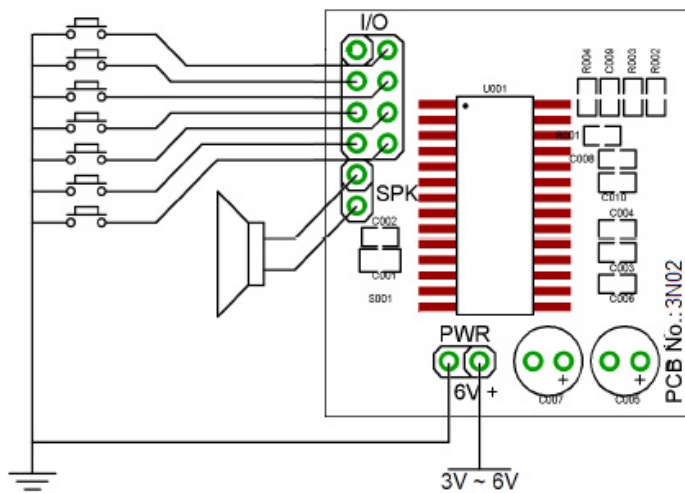 I/O
R004
C009
R003
R002
U001
R001
C008
C010
SPK
C002
C004
C001
C003
S001
C006
PWR
6V +
+
+
C007
C005
PCB No.: 3N02
3V ~ 6V